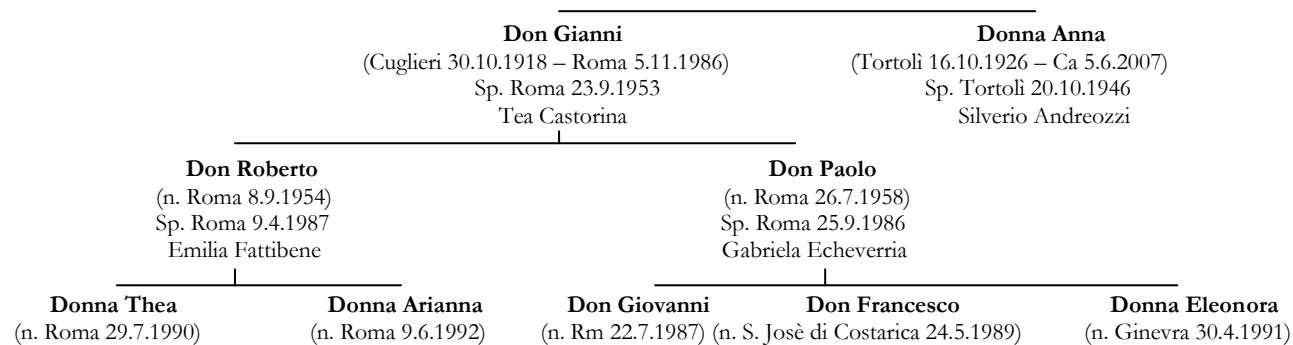 Don Gianni
(Cuglieri 30.10.1918 – Roma 5.11.1986)
Sp. Roma 23.9.1953
Tea Castorina
Donna Anna
(Tortolì 16.10.1926 – Ca 5.6.2007)
Sp. Tortolì 20.10.1946
Silverio Andreozzi
Don Roberto
(n. Roma 8.9.1954)
Sp. Roma 9.4.1987
Emilia Fattibene
Don Paolo
(n. Roma 26.7.1958)
Sp. Roma 25.9.1986
Gabriela Echeverria
Donna Thea
(n. Roma 29.7.1990)
Donna Arianna
(n. Roma 9.6.1992)
Don Giovanni
(n. Rm 22.7.1987)
Don Francesco
(n. S. Josè di Costarica 24.5.1989)
Donna Eleonora
(n. Ginevra 30.4.1991)